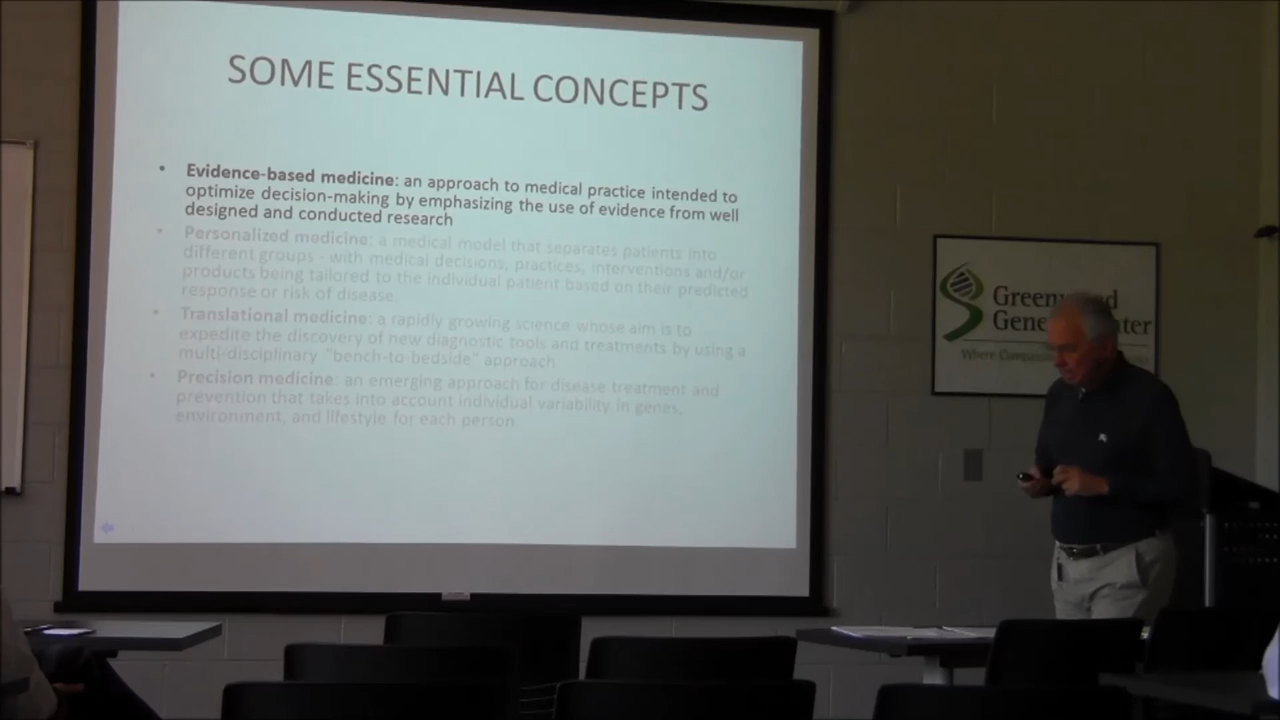 SOME ESSENTIAL CONCEPTS
• Evidence-based medicine: an approach to medical practice intended to
optimize decision-making by emphasizing the use of evidence from well
designed and conducted research
• Personalized medicine: a medical model that separates patients into
different groups - with medical decisions, practices, interventions and/or
products being tailored to the individual patient based on their predicted
response or risk of disease.
• Translational medicine: a rapidly growing science whose aim is to
expedite the discovery of new diagnostic tools and treatments by using a
multi-disciplinary "bench-to-bedside" approach
• Precision medicine: an emerging approach for disease treatment and
prevention that takes into account individual variability in genes,
environment, and lifestyle for each person
Where